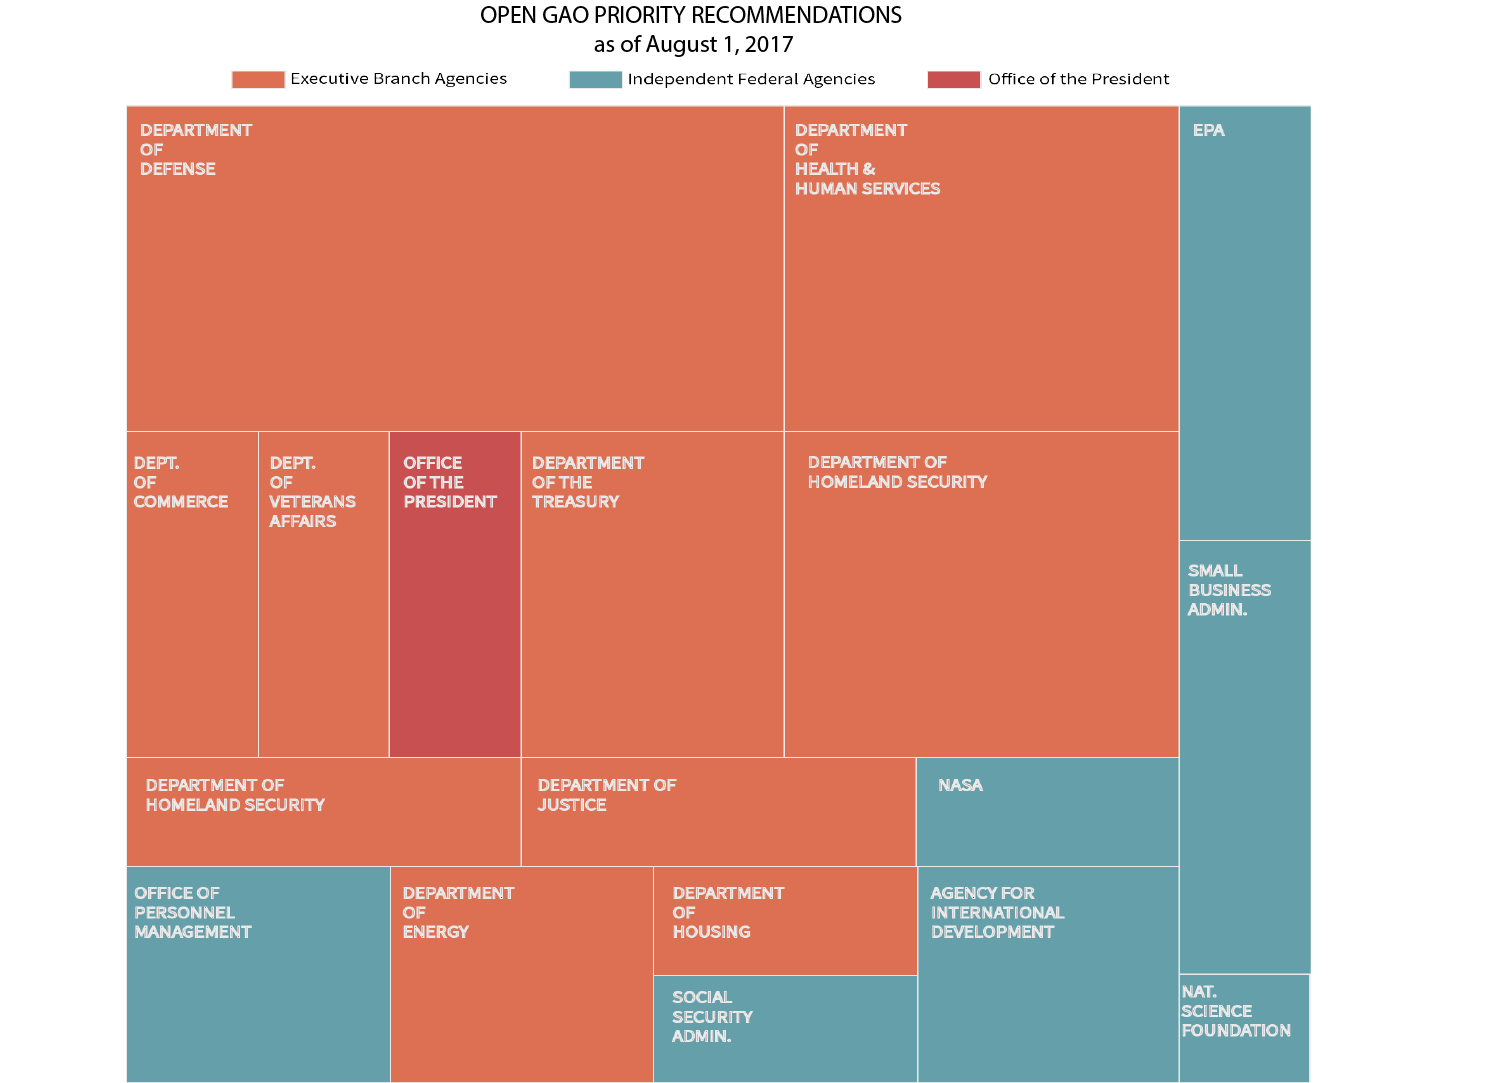 OPEN GAO PRIORITY RECOMMENDATIONS
as of August 1, 2017
Executive Branch Agencies
Independent Federal Agencies
Office of the President
DEPARTMENT
OF
DEFENSE
DEPARTMENT
OF
HEALTH &
HUMAN SERVICES
EPA
DEPT.
OF
COMMERCE
DEPT.
OF
VETERANS
AFFAIRS
OFFICE
OF THE
PRESIDENT
DEPARTMENT
OF THE
TREASURY
DEPARTMENT OF
HOMELAND SECURITY
SMALL
BUSINESS
ADMIN.
DEPARTMENT OF
HOMELAND SECURITY
DEPARTMENT OF
JUSTICE
NASA
OFFICE OF
PERSONNEL
MANAGEMENT
DEPARTMENT
OF
ENERGY
DEPARTMENT
OF
HOUSING
SOCIAL
SECURITY
ADMIN.
AGENCY FOR
INTERNATIONAL
DEVELOPMENT
NAT.
SCIENCE
FOUNDATION